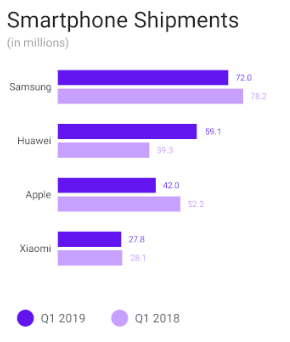 Smartphone Shipments
(in millions)
Samsung
72.0
78.2
Huawei
59.1
39.3
Apple
42.0
52.2
Xiaomi
27.8
28.1
Q1 2019 Q1 2018